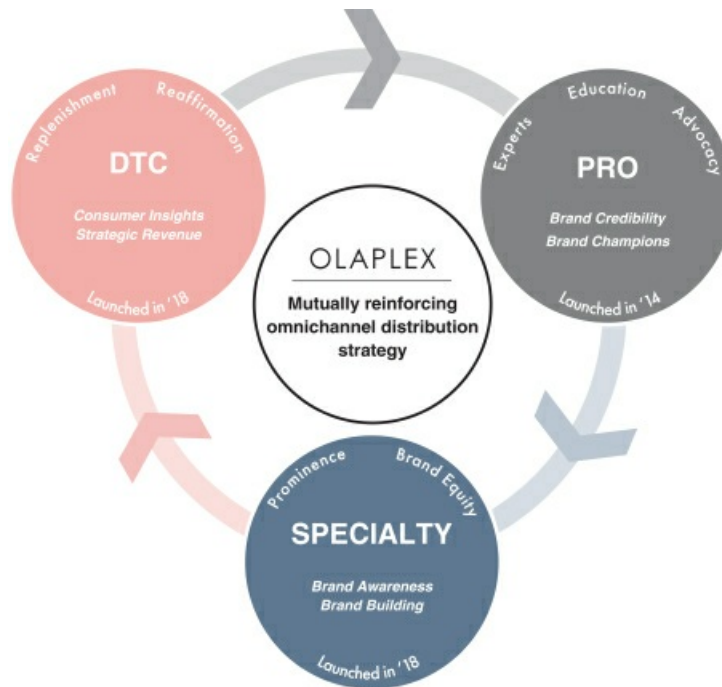 Replenishment
Reaffirmation
DTC
Consumer Insights
Strategic Revenue
Launched in '18
Experts
Education
Advocacy
PRO
Brand Credibility
Brand Champions
Launched in '14
OLAPLEX
Mutually reinforcing
omnichannel distribution
strategy
Prominence
Brand Equity
SPECIALTY
Brand Awareness
Brand Building
Launched in '18